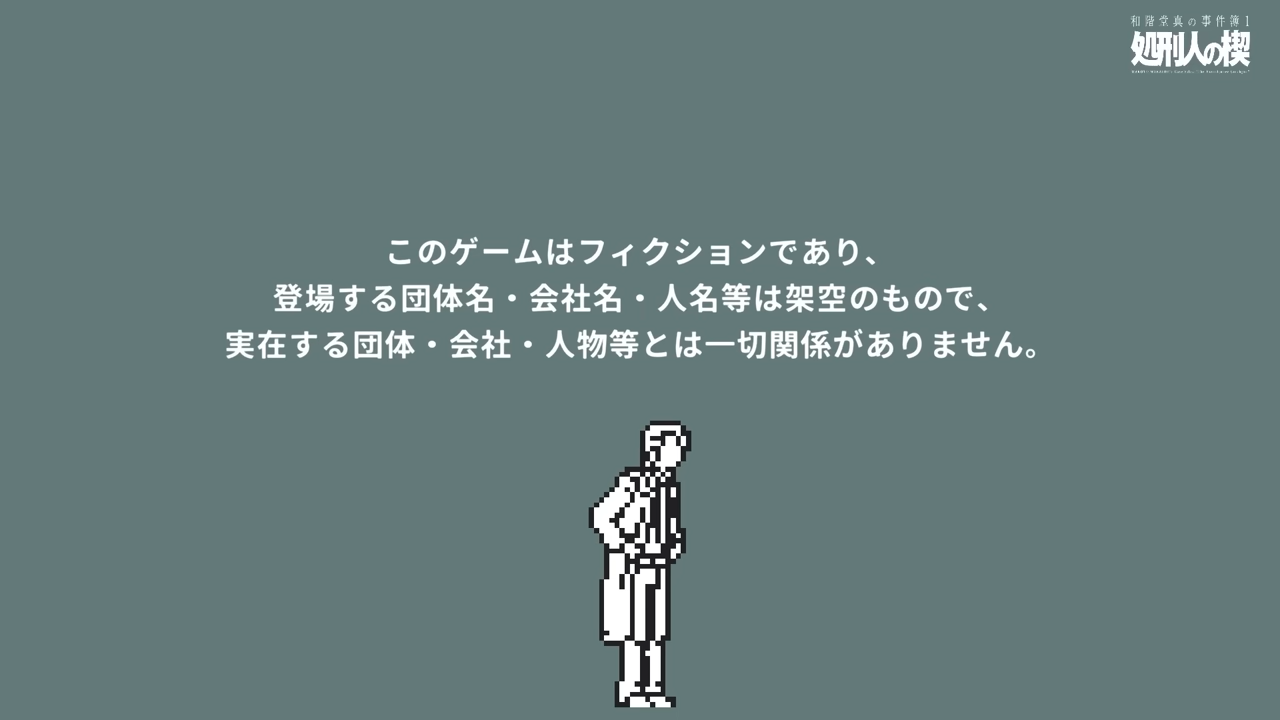 和階堂真の事件簿1
処刑人の楔
このゲームはフィクションであり、
登場する団体名・会社名・人名等は架空のもので、
実在する団体・会社・人物等とは一切関係がありません。